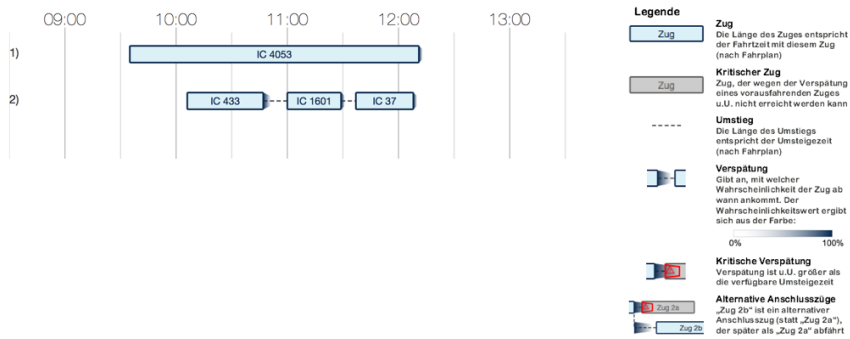 09:00 10:00 11:00 12:00 13:00
1) IC 4053
2) IC 433 IC 1601 IC 37
Legende
Zug
Zug
Die Länge des Zuges entspricht
der Fahrtzeit mit diesem Zug
(nach Fahrplan)
Kritischer Zug
Zug
Zug, der wegen der Verspätung
eines vorausfahrenden Zuges
u.U. nicht erreicht werden kann
Umstieg
Die Länge des Umstiegs
entspricht der Umsteigezeit
(nach Fahrplan)
Verspätung
Gibt an, mit welcher
Wahrscheinlichkeit der Zug ab
wann ankommt. Der
Wahrscheinlichkeitswert ergibt
sich aus der Farbe:
0% 100%
Kritische Verspätung
Verspätung ist u.U. größer als
die verfügbare Umsteigezeit
Alternative Anschlusszüge
Zug 2a
„Zug 2b“ ist ein alternativer
Anschlusszug (statt „Zug 2a“),
der später als „Zug 2a“ abfährt
Zug 2b